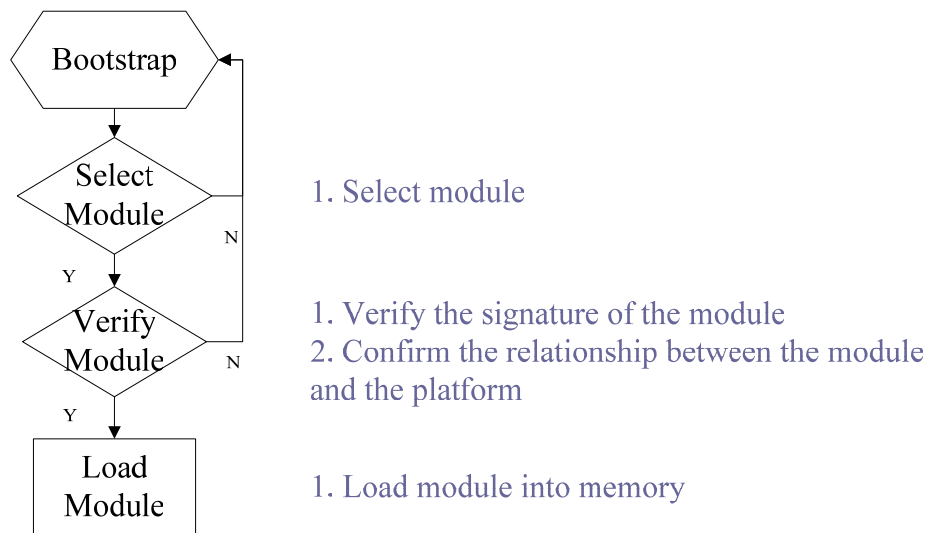 Bootstrap
Select
Module
1. Select module
N
Y
Verify
Module
1. Verify the signature of the module
2. Confirm the relationship between the module
and the platform
N
Y
Load
Module
1. Load module into memory